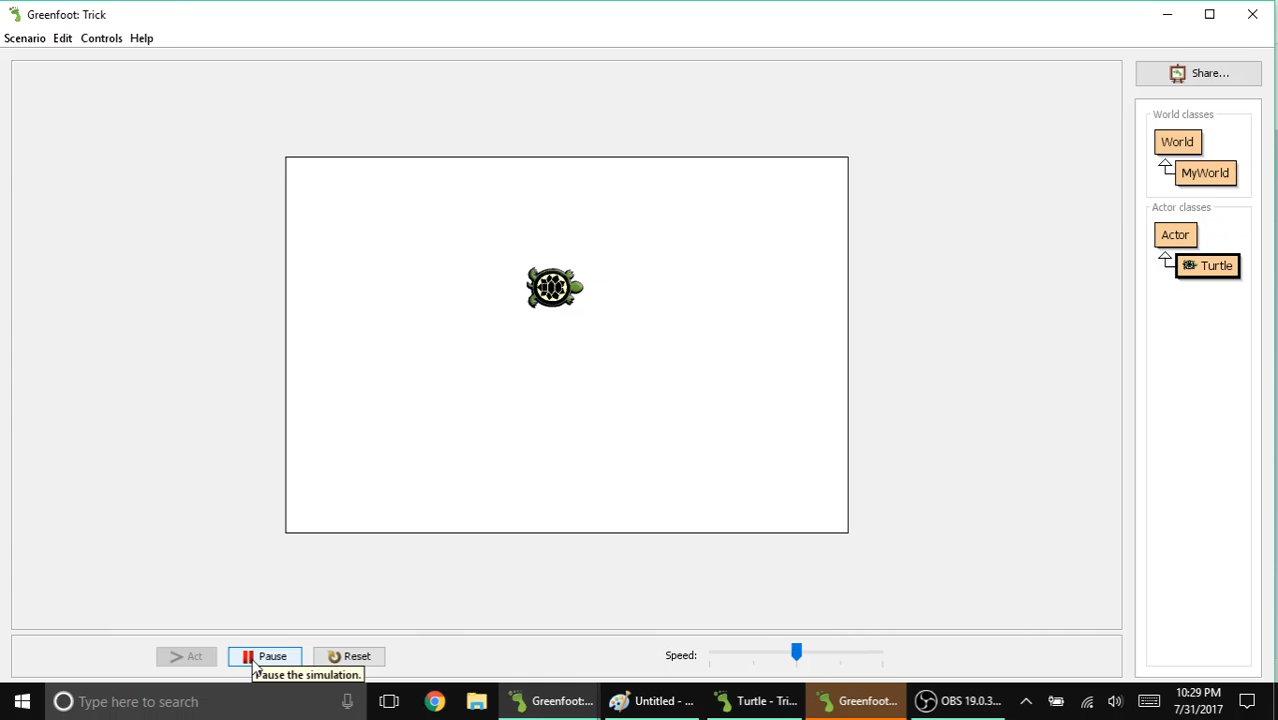 Greenfoot: Trick
Scenario Edit Controls Help
Share...
World classes
World
MyWorld
Actor classes
Actor
Turtle
Act Pause Reset Speed:
Pause the simulation.
Type here to search Greenfoot:... Untitled - ... Turtle - Tri... Greenfoot... OBS 19.0.3... 10:29 PM
7/31/2017